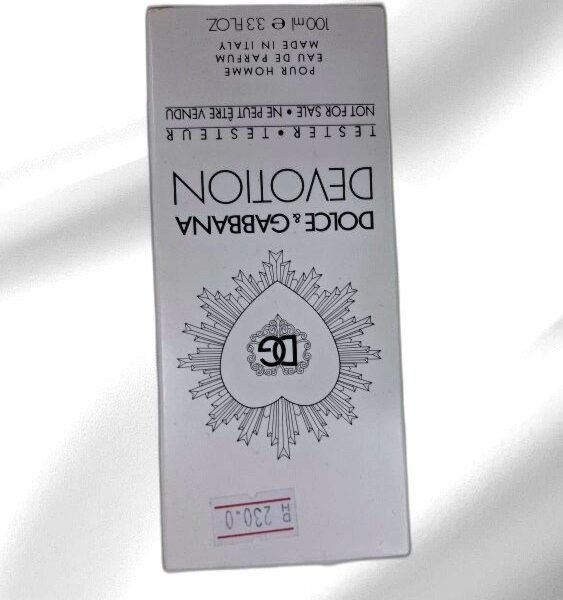 DH 230.0
DG
DOLCE & GABBANA
DEVOTION
TESTER • TESTEUR
NOT FOR SALE • NE PEUT ÊTRE VENDU
POUR HOMME
EAU DE PARFUM
MADE IN ITALY
100ml ℮ 3.3 FL.OZ